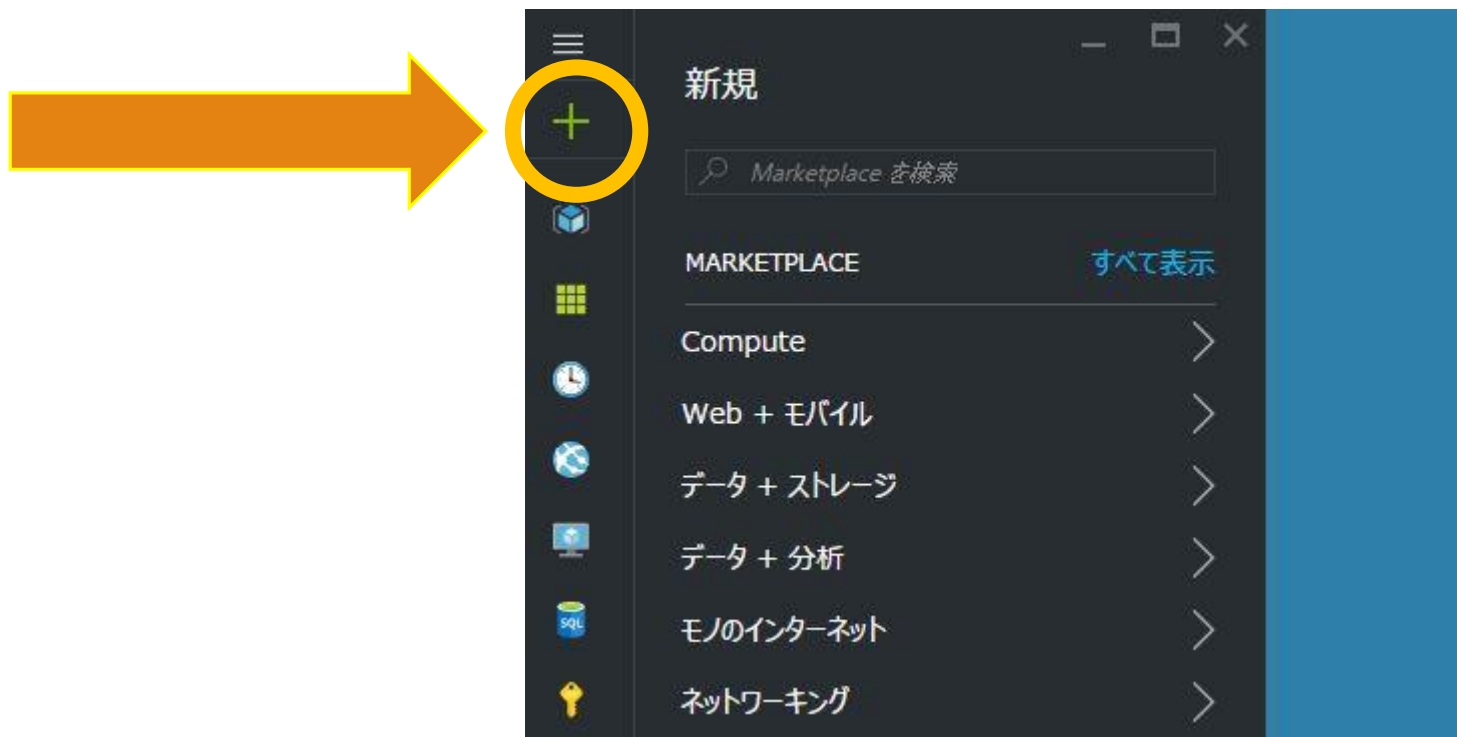 新規
Marketplace を検索
MARKETPLACE すべて表示
Compute
Web + モバイル
データ + ストレージ
データ + 分析
モノのインターネット
SQL
ネットワーキング